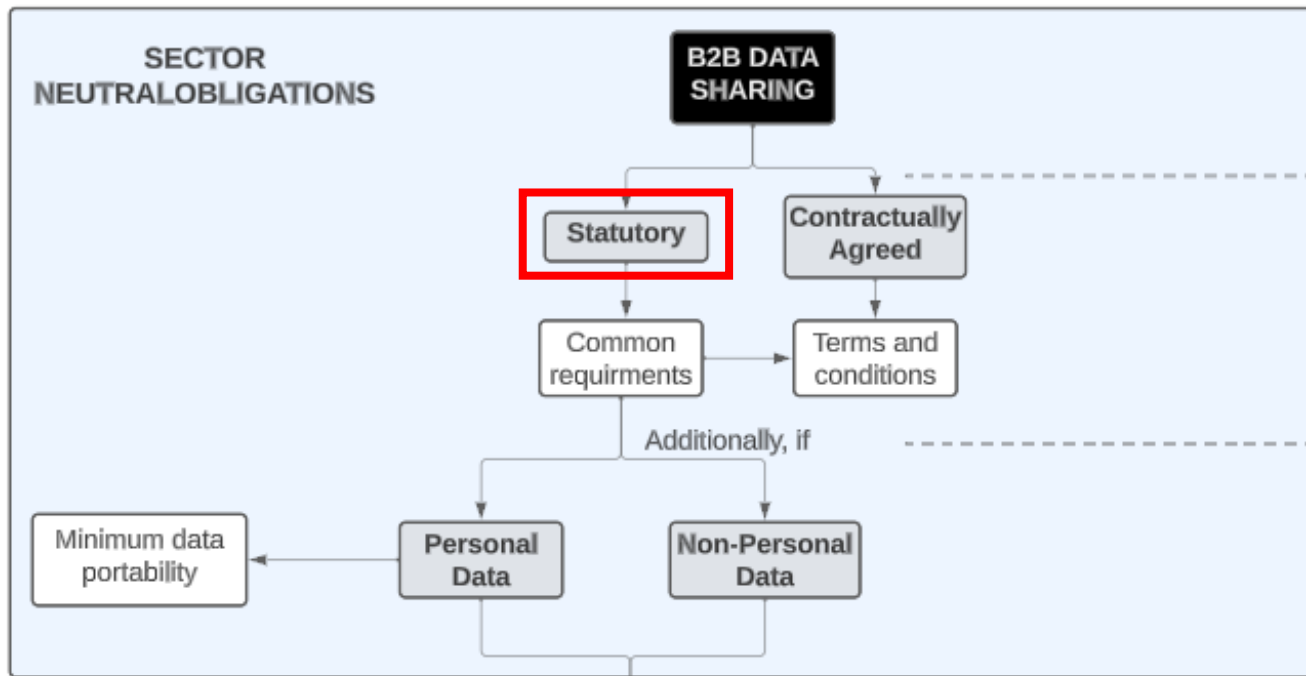 SECTOR
NEUTRALOBLIGATIONS
B2B DATA
SHARING
Statutory
Contractually
Agreed
Common
requirments
Terms and
conditions
Additionally, if
Minimum data
portability
Personal
Data
Non-Personal
Data